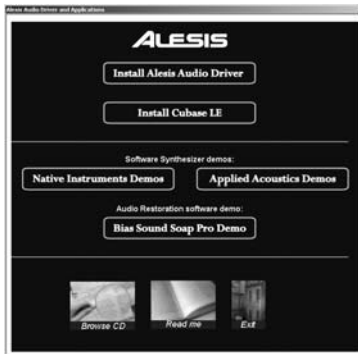 Alesis Audio Driver and Applications
ALESIS
Install Alesis Audio Driver
Install Cubase LE
Software Synthesizer demos:
Native Instruments Demos Applied Acoustics Demos
Audio Restoration software demo:
Bias Sound Soap Pro Demo
Browse CD Read me Exit